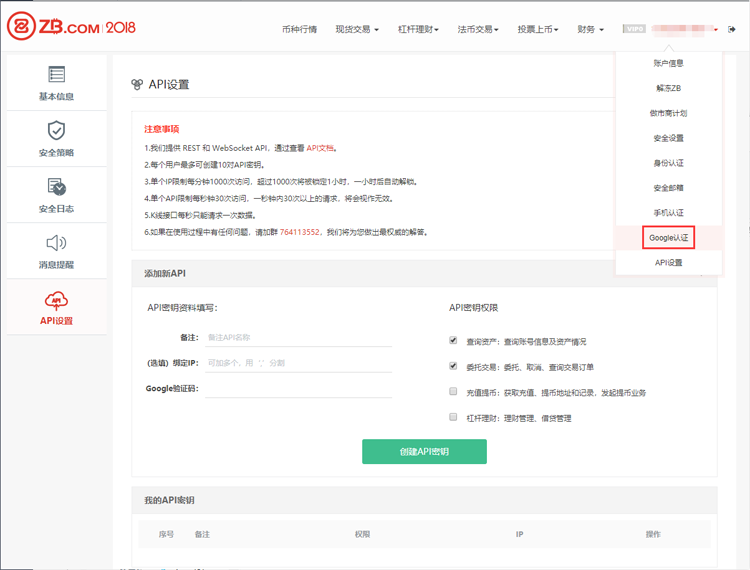 ZB.COM | 2018
币种行情 现货交易 杠杆理财 法币交易 投票上币 财务 VIP0
账户信息
解冻ZB
做市商计划
安全设置
身份认证
安全邮箱
手机认证
Google认证
API设置
基本信息
安全策略
安全日志
消息提醒
API
API设置
API设置
注意事项
1.我们提供 REST 和 WebSocket API，通过查看 API文档。
2.每个用户最多可创建10对API密钥。
3.单个IP限制每分钟1000次访问，超过1000次将被锁定1小时，一小时后自动解锁。
4.单个API限制每秒钟30次访问，一秒钟内30次以上的请求，将会视作无效。
5.K线接口每秒只能请求一次数据。
6.如果在使用过程中有任何问题，请加群 764113552，我们将为您做出最权威的解答。
添加新API
API密钥资料填写：
备注： 备注API名称
(选填) 绑定IP： 可加多个，用 ',' 分割
Google验证码：
API密钥权限
查询资产：查询账号信息及资产情况
委托交易：委托、取消、查询交易订单
充值提币：获取充值、提币地址和记录，发起提币业务
杠杆理财：理财管理、借贷管理
创建API密钥
我的API密钥
序号 备注 权限 IP 操作